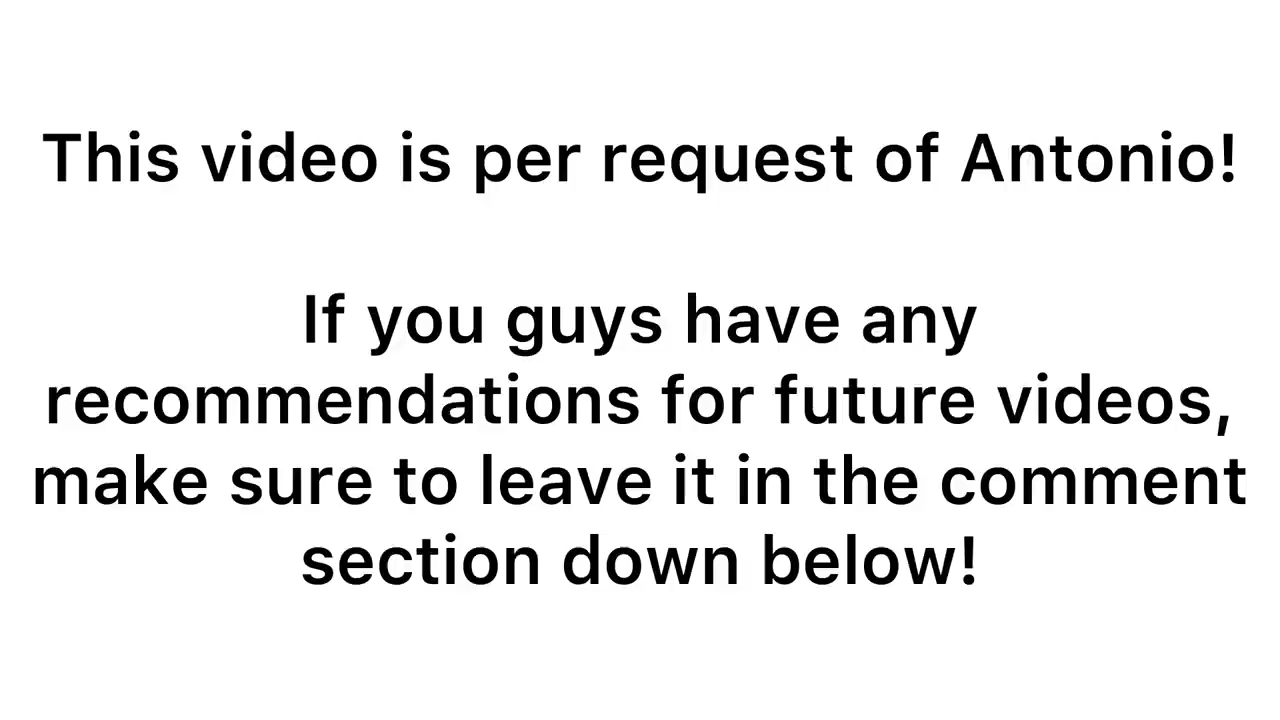 This video is per request of Antonio!
If you guys have any
recommendations for future videos,
make sure to leave it in the comment
section down below!